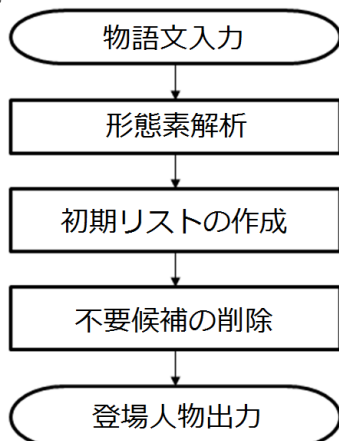 物語文入力
形態素解析
初期リストの作成
不要候補の削除
登場人物出力